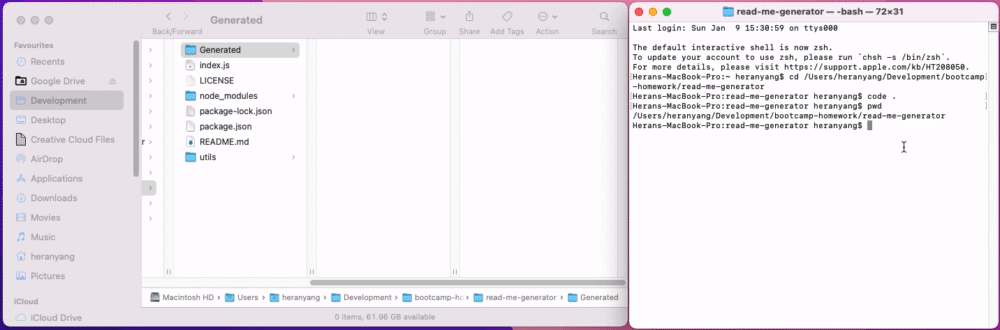 Generated
Back/Forward
View
Group
Share
Add Tags
Action
Search
Favourites
Recents
Google Drive
Development
Desktop
Creative Cloud Files
AirDrop
Applications
Downloads
Movies
Music
heranyang
Pictures
iCloud
iCloud Drive
r
Generated
index.js
LICENSE
node_modules
package-lock.json
package.json
README.md
utils
Macintosh HD › Users › heranyang › Development › bootcamp-hc › read-me-generator › Generated
0 items, 61.96 GB available
read-me-generator — -bash — 72×31
Last login: Sun Jan  9 15:30:59 on ttys000
The default interactive shell is now zsh.
To update your account to use zsh, please run `chsh -s /bin/zsh`.
For more details, please visit https://support.apple.com/kb/HT208050.
Herans-MacBook-Pro:~ heranyang$ cd /Users/heranyang/Development/bootcamp
-homework/read-me-generator
[Herans-MacBook-Pro:read-me-generator heranyang$ code . ]
[Herans-MacBook-Pro:read-me-generator heranyang$ pwd ]
/Users/heranyang/Development/bootcamp-homework/read-me-generator
Herans-MacBook-Pro:read-me-generator heranyang$